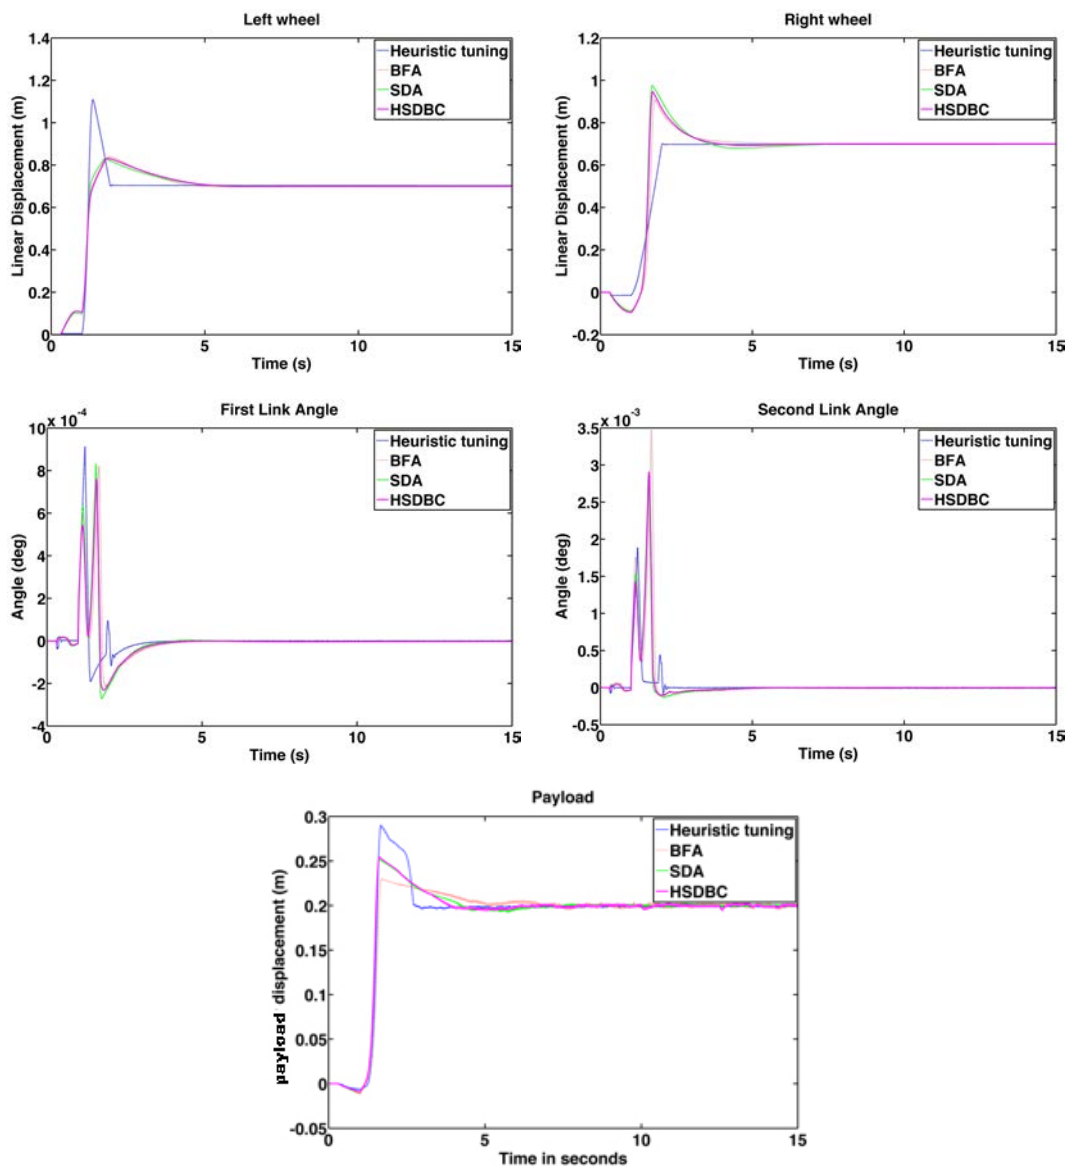 Left wheel
1.4
1.2
1
0.8
0.6
0.4
0.2
0
Linear Displacement (m)
0
5
10
15
Time (s)
Heuristic tuning
BFA
SDA
HSDBC
Right wheel
1.2
1
0.8
0.6
0.4
0.2
0
-0.2
Linear Displacement (m)
0
5
10
15
Time (s)
Heuristic tuning
BFA
SDA
HSDBC
First Link Angle
x 10⁻⁴
10
8
6
4
2
0
-2
-4
Angle (deg)
0
5
10
15
Time (s)
Heuristic tuning
BFA
SDA
HSDBC
Second Link Angle
x 10⁻³
3.5
3
2.5
2
1.5
1
0.5
0
-0.5
Angle (deg)
0
5
10
15
Time (s)
Heuristic tuning
BFA
SDA
HSDBC
Payload
0.3
0.25
0.2
0.15
0.1
0.05
0
-0.05
payload displacement (m)
0
5
10
15
Time in seconds
Heuristic tuning
BFA
SDA
HSDBC